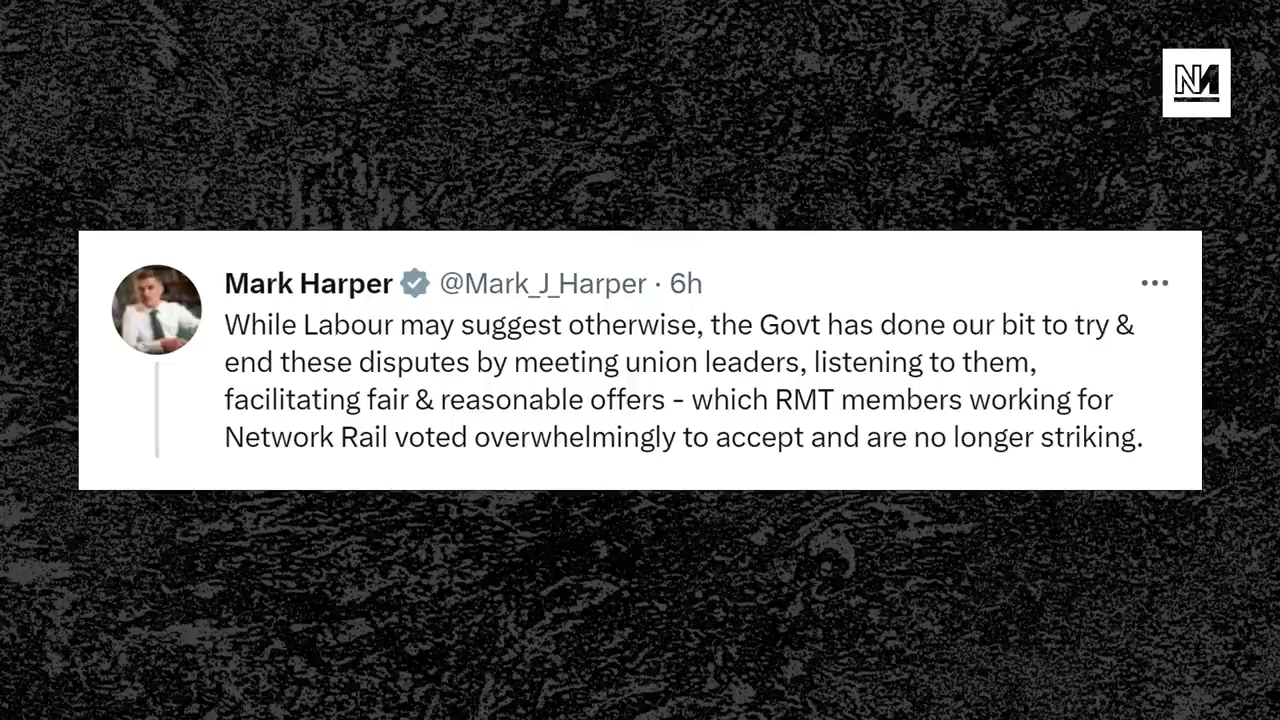 NM
Mark Harper @Mark_J_Harper · 6h
While Labour may suggest otherwise, the Govt has done our bit to try &
end these disputes by meeting union leaders, listening to them,
facilitating fair & reasonable offers - which RMT members working for
Network Rail voted overwhelmingly to accept and are no longer striking.